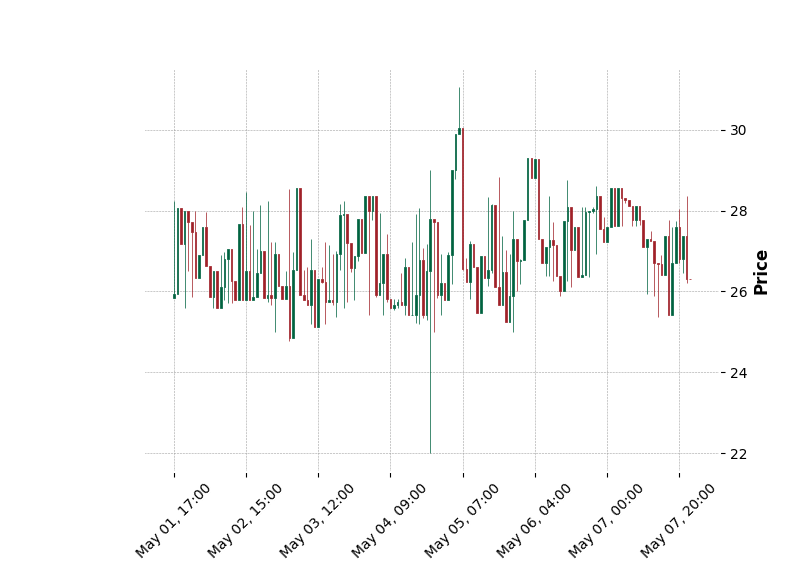 30
28
26
24
22
Price
May 01, 17:00
May 02, 15:00
May 03, 12:00
May 04, 09:00
May 05, 07:00
May 06, 04:00
May 07, 00:00
May 07, 20:00